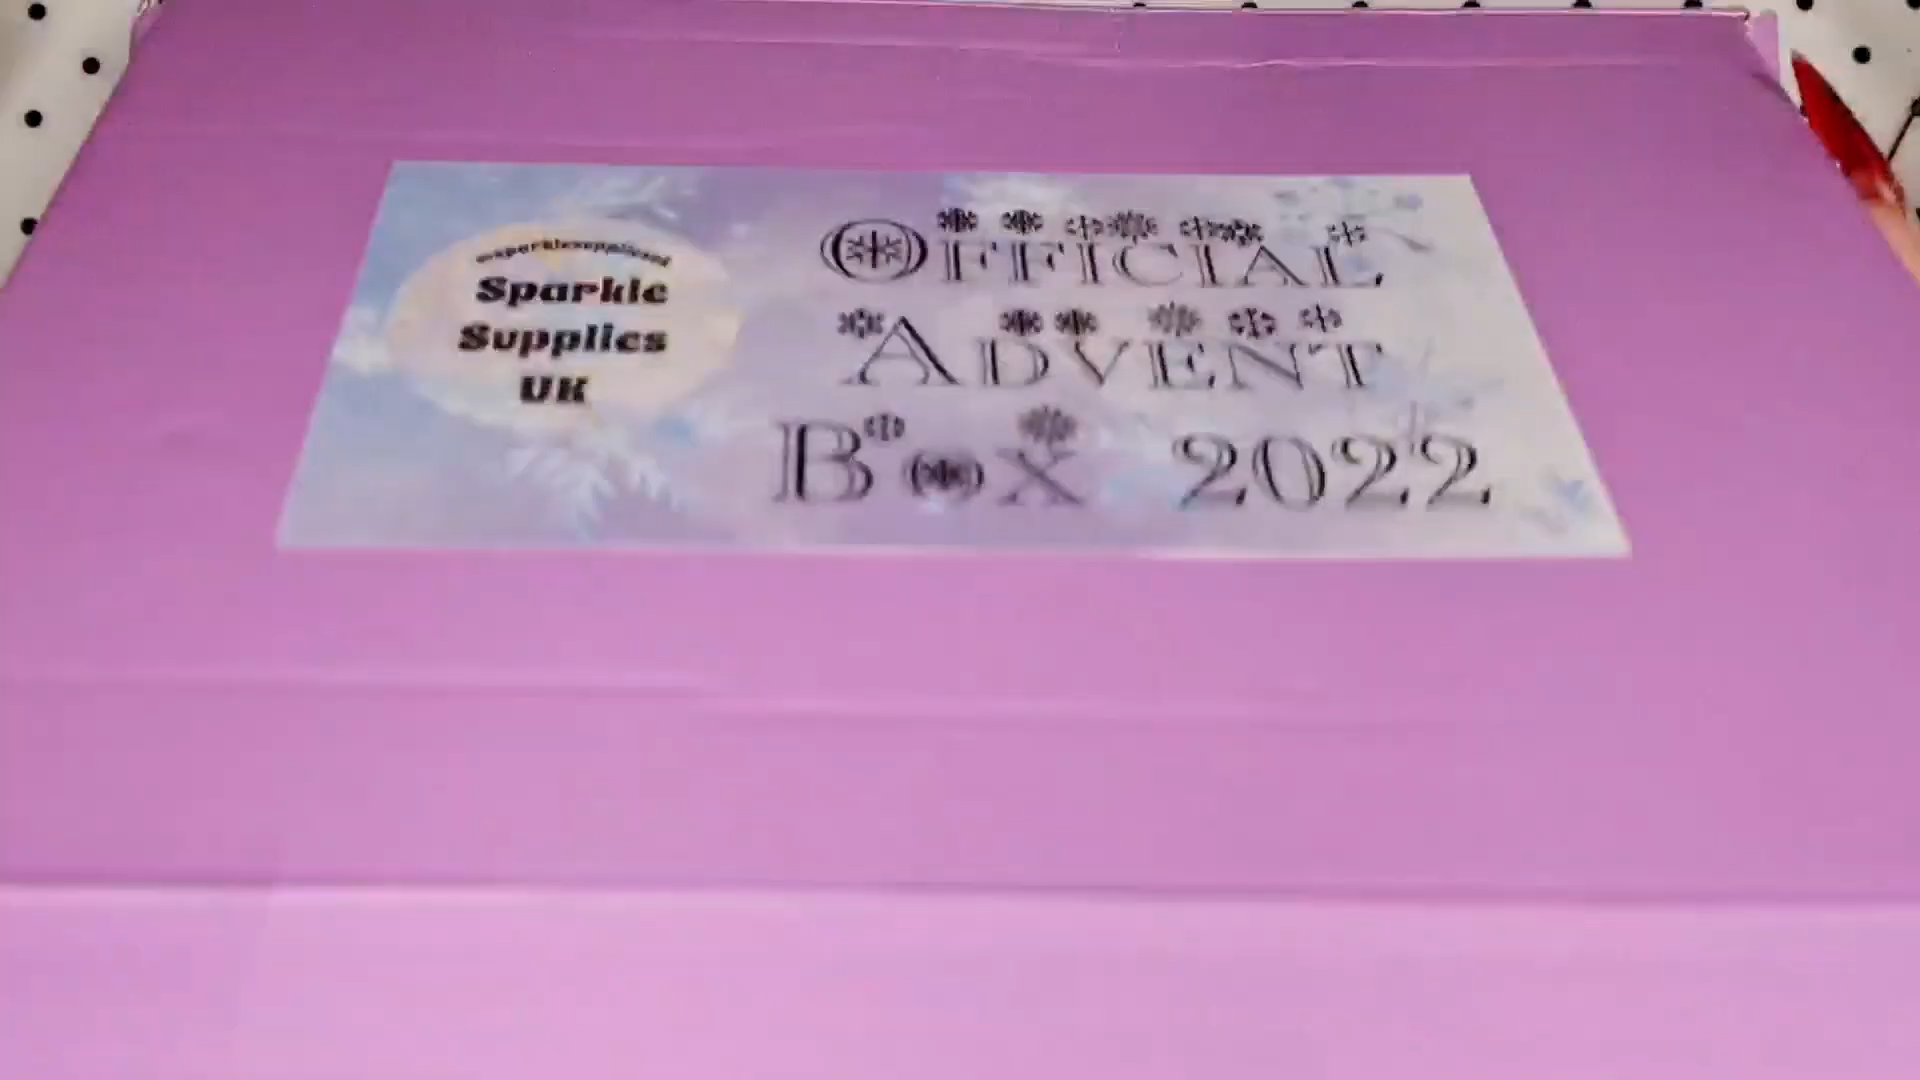 Sparkle
Supplies
UK
Official
Advent
Box 2022